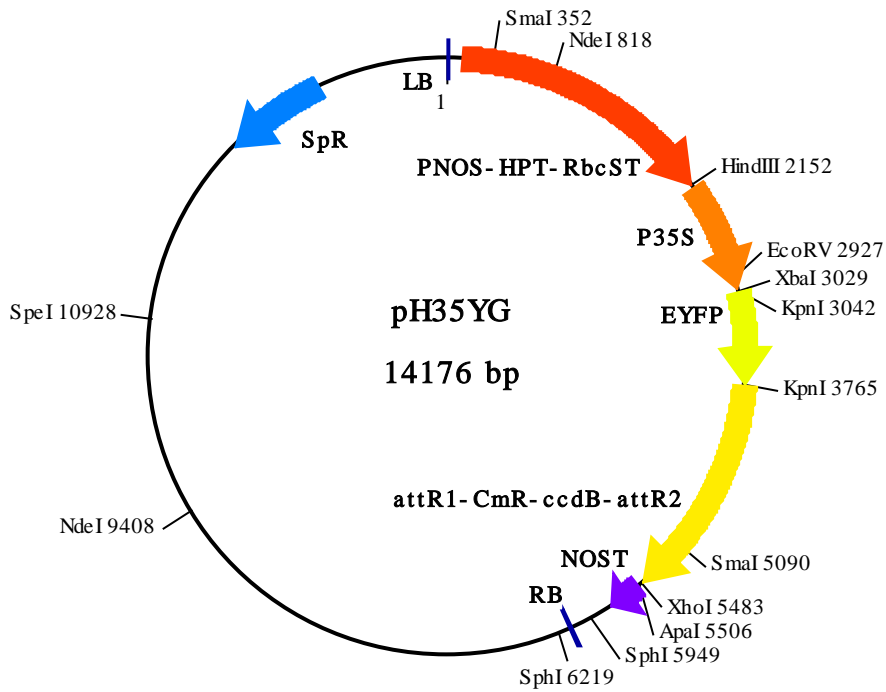 SmaI 352
NdeI 818
LB
1
SpR
PNOS-HPT-RbcST
HindIII 2152
P35S
EcoRV 2927
XbaI 3029
KpnI 3042
EYFP
SpeI 10928
pH35YG
14176 bp
KpnI 3765
attR1-CmR-ccdB-attR2
NdeI 9408
NOST
SmaI 5090
RB
XhoI 5483
ApaI 5506
SphI 5949
SphI 6219